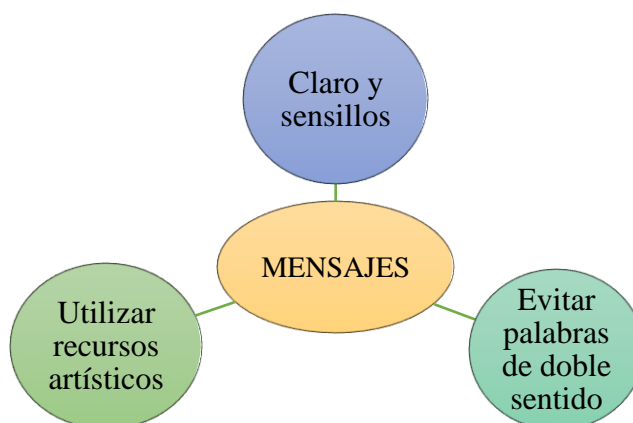 Claro y
sensillos
MENSAJES
Utilizar
recursos
artísticos
Evitar
palabras
de doble
sentido